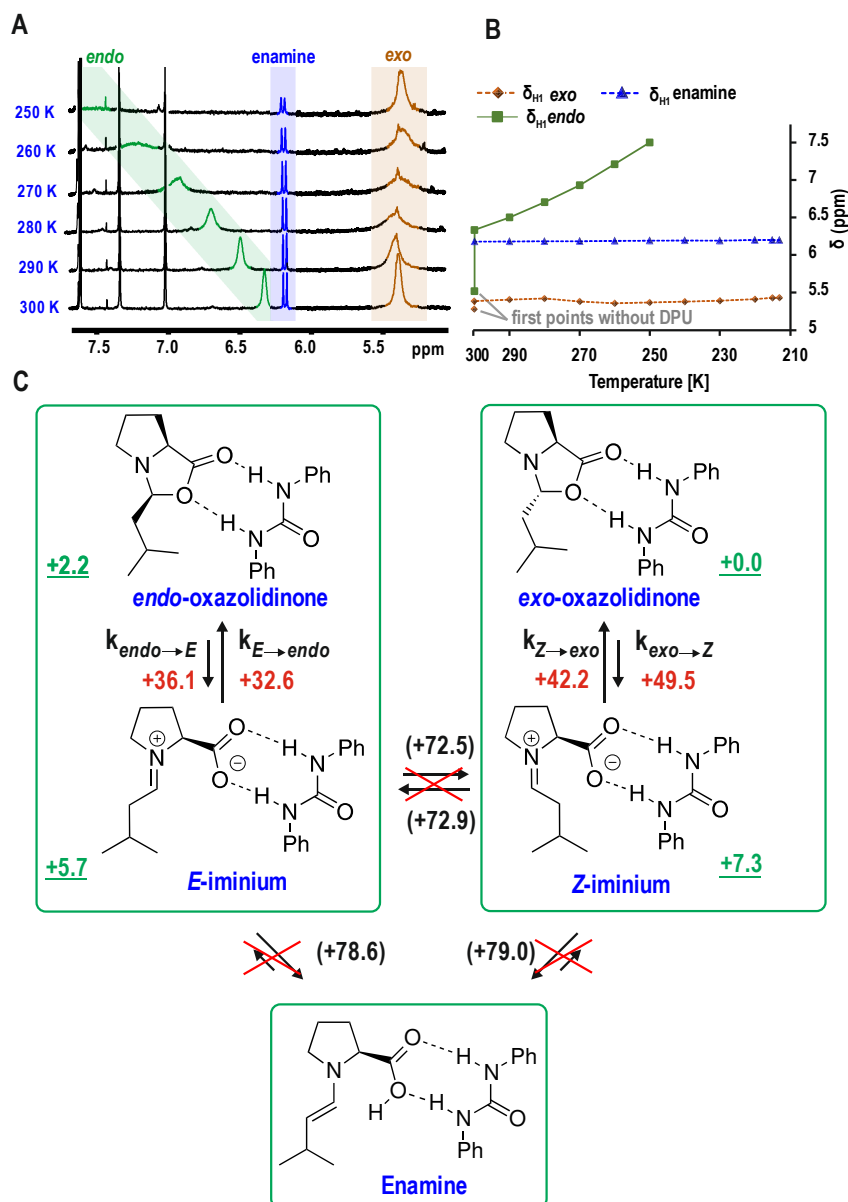 A
endo
enamine
exo
250 K
260 K
270 K
280 K
290 K
300 K
7.5
7.0
6.5
6.0
5.5
ppm
B
δH1 exo
δH1 enamine
δH1 endo
7.5
7
6.5
6
5.5
5
δ (ppm)
first points without DPU
300
290
270
250
230
210
Temperature [K]
C
N
O
O
H
N
Ph
H
N
O
Ph
+2.2
endo-oxazolidinone
N
O
O
H
N
Ph
H
N
O
Ph
+0.0
exo-oxazolidinone
kendo→E
kE→endo
+36.1
+32.6
kZ→exo
kexo→Z
+42.2
+49.5
N
+
O
O
−
H
N
Ph
H
N
O
Ph
+5.7
E-iminium
(+72.5)
(+72.9)
N
+
O
O
−
H
N
Ph
H
N
O
Ph
+7.3
Z-iminium
(+78.6)
(+79.0)
N
O
O
H
H
N
Ph
H
N
O
Ph
Enamine